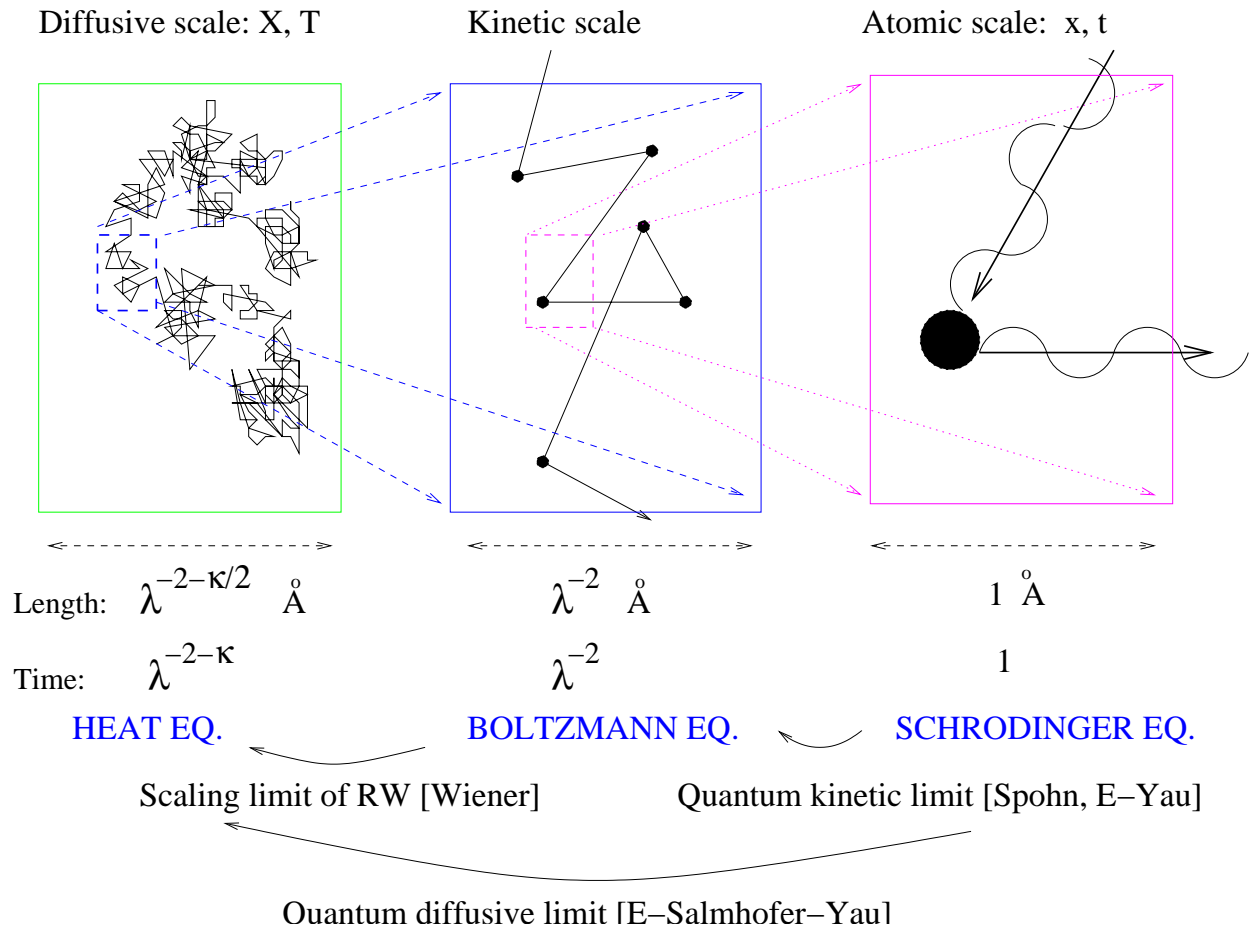 Diffusive scale: X, T Kinetic scale Atomic scale: x, t
Length: λ^−2−κ/2 Å λ^−2 Å 1 Å
Time: λ^−2−κ λ^−2 1
HEAT EQ. BOLTZMANN EQ. SCHRODINGER EQ.
Scaling limit of RW [Wiener] Quantum kinetic limit [Spohn, E−Yau]
Quantum diffusive limit [E−Salmhofer−Yau]